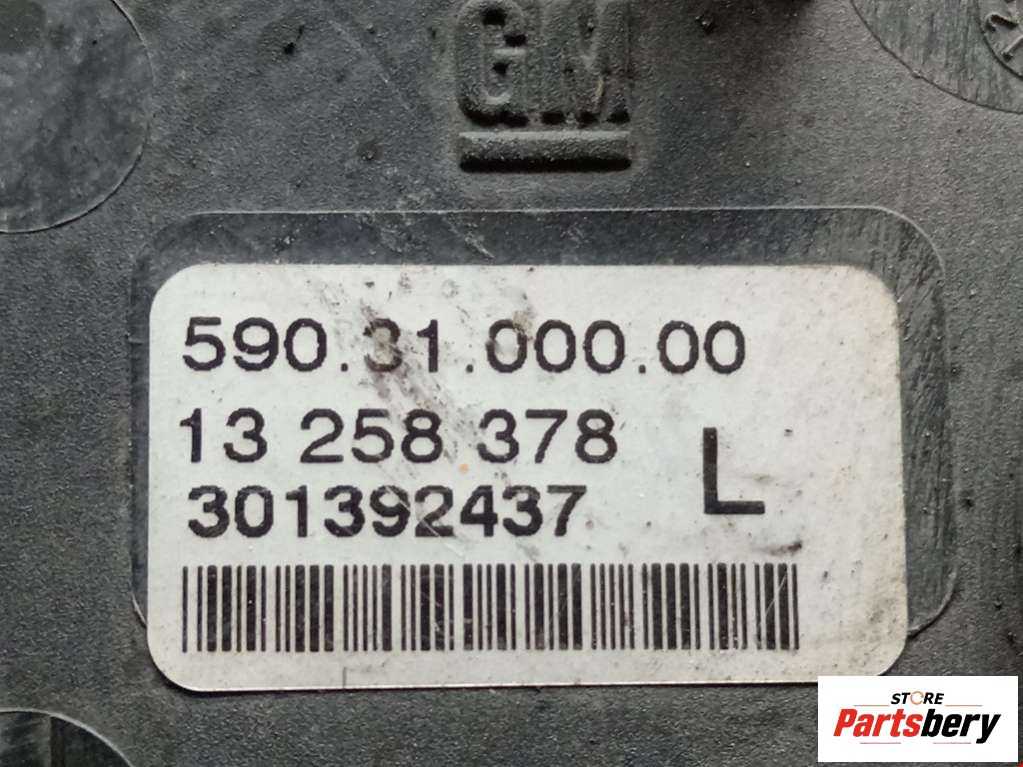 GM
590.31.000.00
13 258 378
L
301392437
STORE
Partsbery